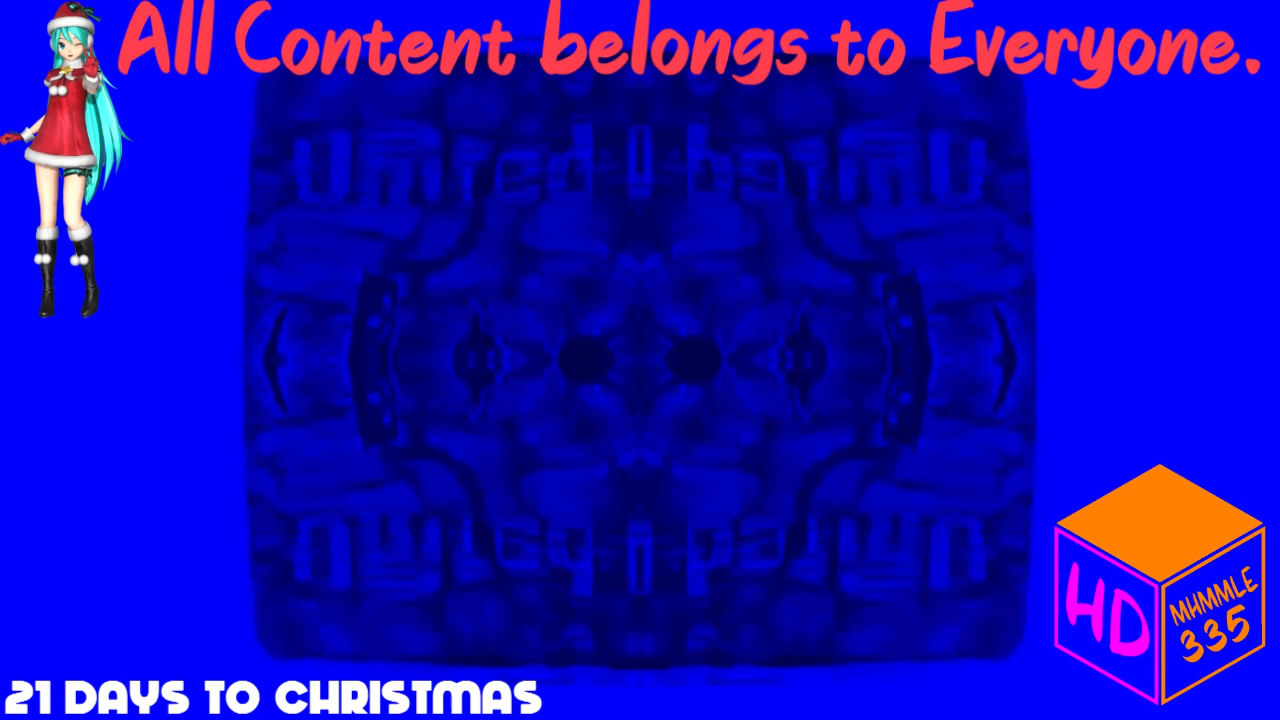 All Content belongs to Everyone.
HD
MHMMLE
335
21 DAYS TO CHRISTMAS